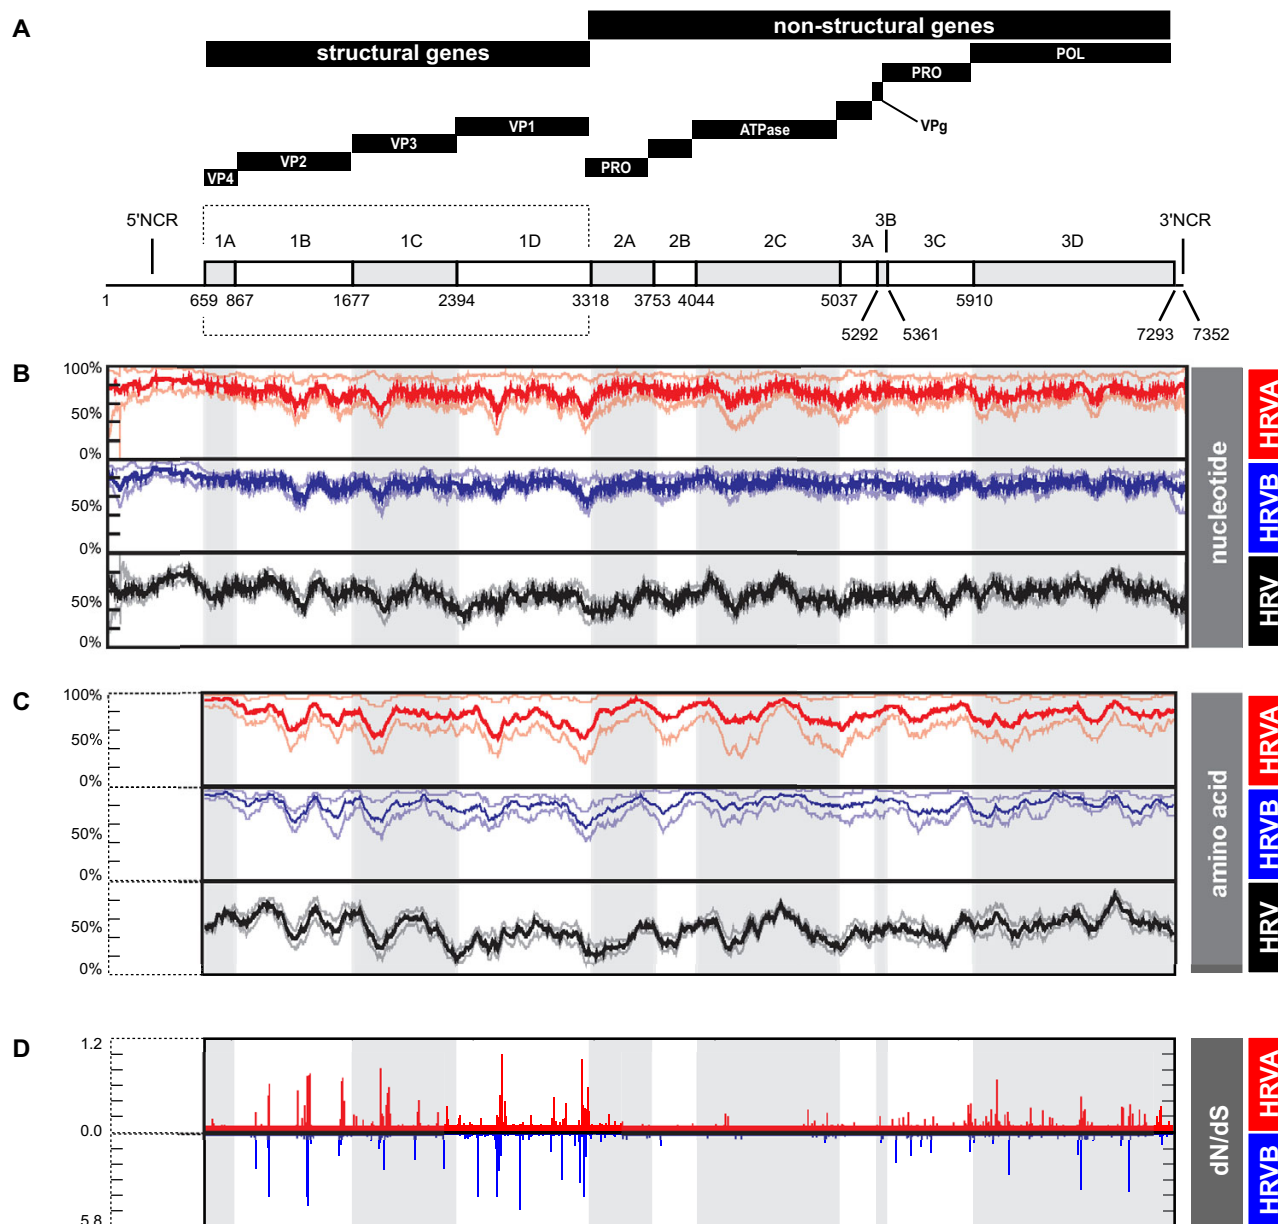 A
non-structural genes
structural genes
POL
PRO
VPg
VP1
ATPase
VP3
VP2
PRO
VP4
5'NCR
3B
3'NCR
1A 1B 1C 1D 2A 2B 2C 3A 3C 3D
1 659 867 1677 2394 3318 3753 4044 5037 5910
5292 5361 7293 7352
B
100%
50%
0%
50%
0%
50%
0%
nucleotide
HRVA
HRVB
HRV
C
100%
50%
0%
50%
0%
50%
0%
amino acid
HRVA
HRVB
HRV
D
1.2
0.0
5.8
dN/dS
HRVA
HRVB